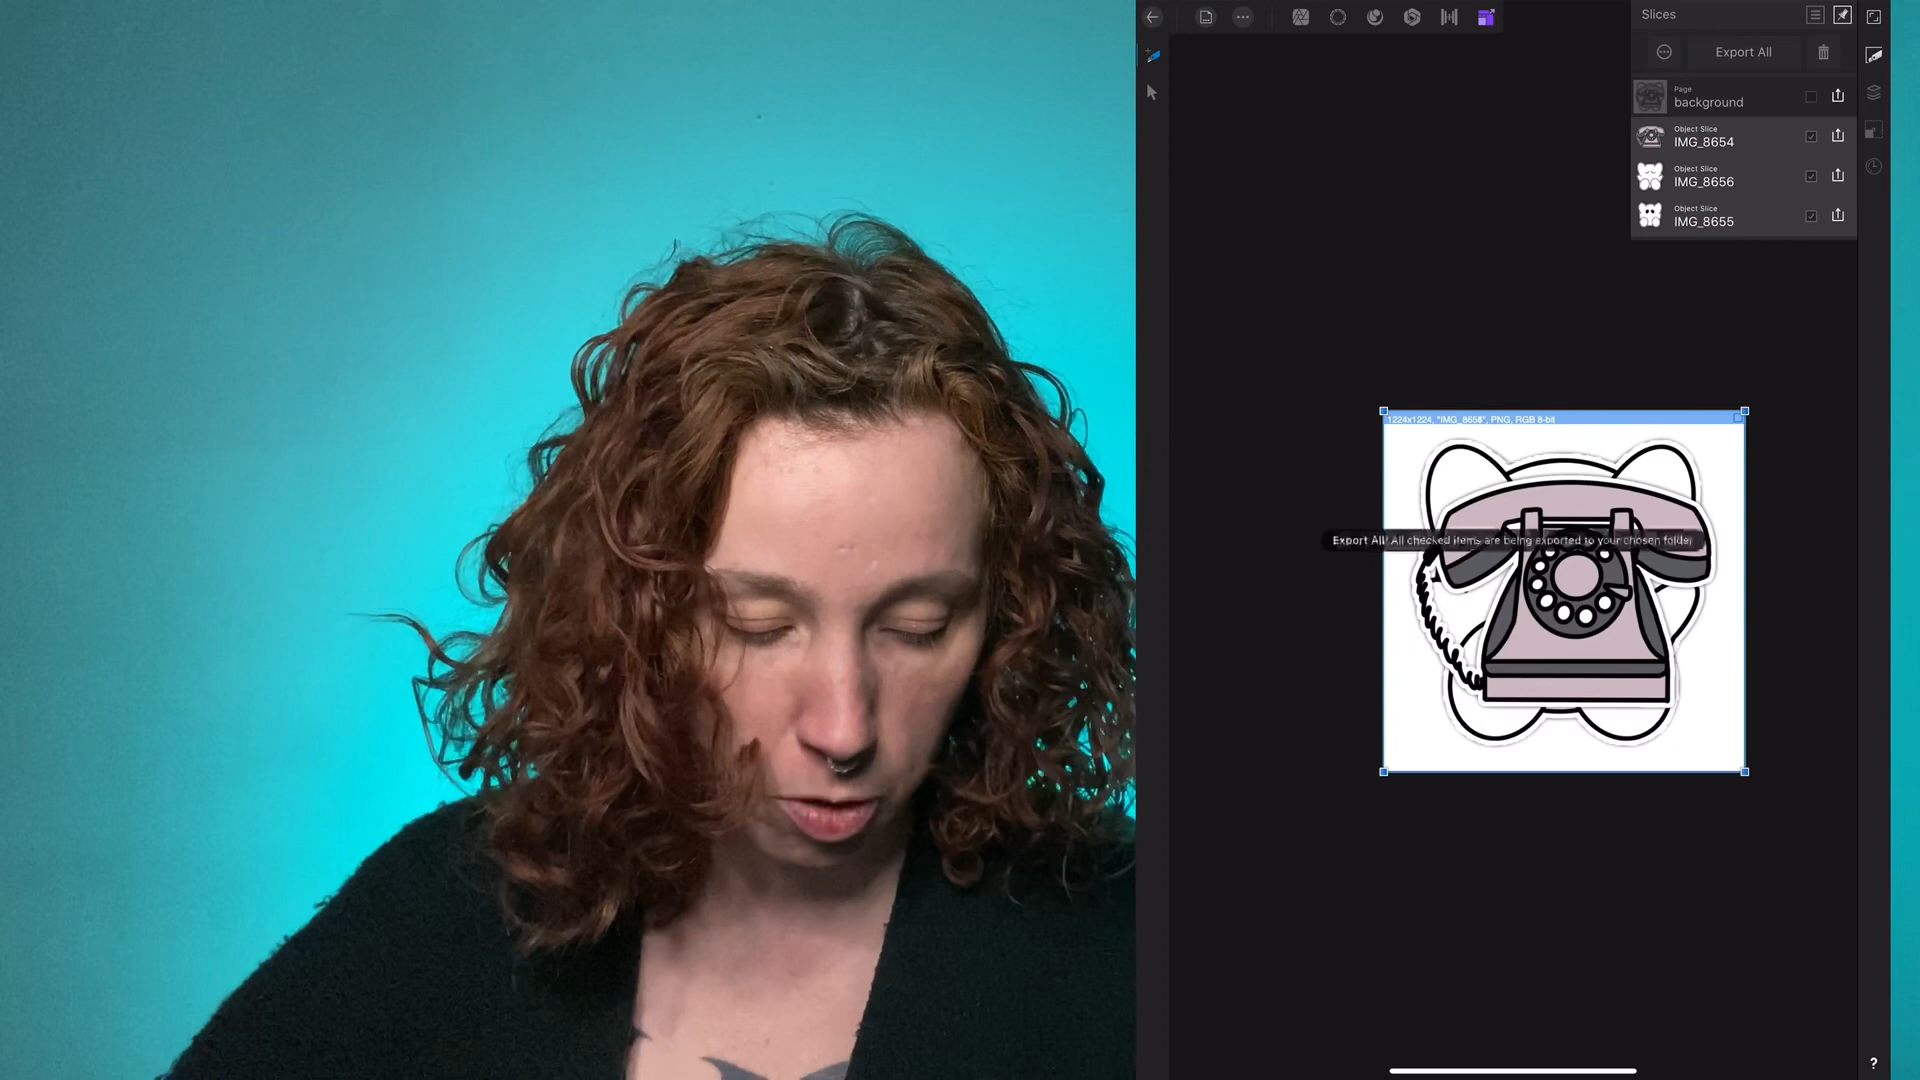 Slices
Export All
Page
background
Object Slice
IMG_8654
Object Slice
IMG_8656
Object Slice
IMG_8655
1224x1224, "IMG_865", PNG, RGB 8-bit
Export All! All checked items are being exported to your chosen folder
?